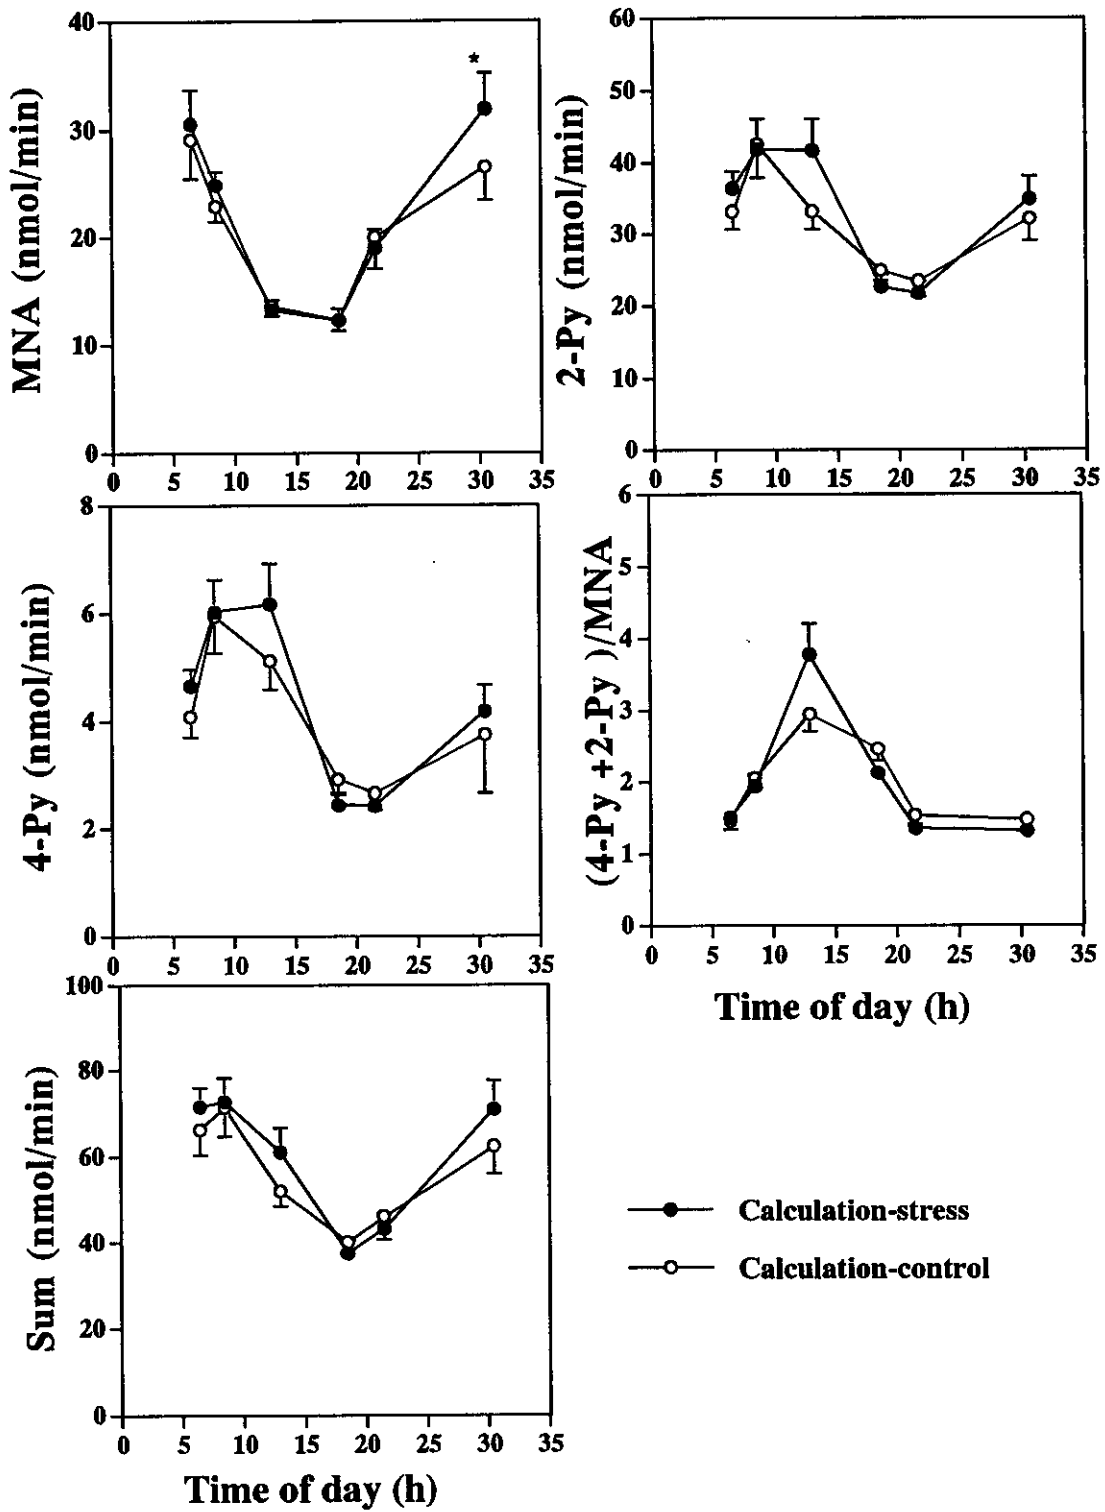 MNA (nmol/min)
40
30
20
10
0
0 5 10 15 20 25 30 35
*
2-Py (nmol/min)
60
50
40
30
20
10
0
0 5 10 15 20 25 30 35
4-Py (nmol/min)
8
6
4
2
0
0 5 10 15 20 25 30 35
(4-Py +2-Py )/MNA
6
5
4
3
2
1
0
0 5 10 15 20 25 30 35
Time of day (h)
Sum (nmol/min)
100
80
60
40
20
0
0 5 10 15 20 25 30 35
Time of day (h)
Calculation-stress
Calculation-control